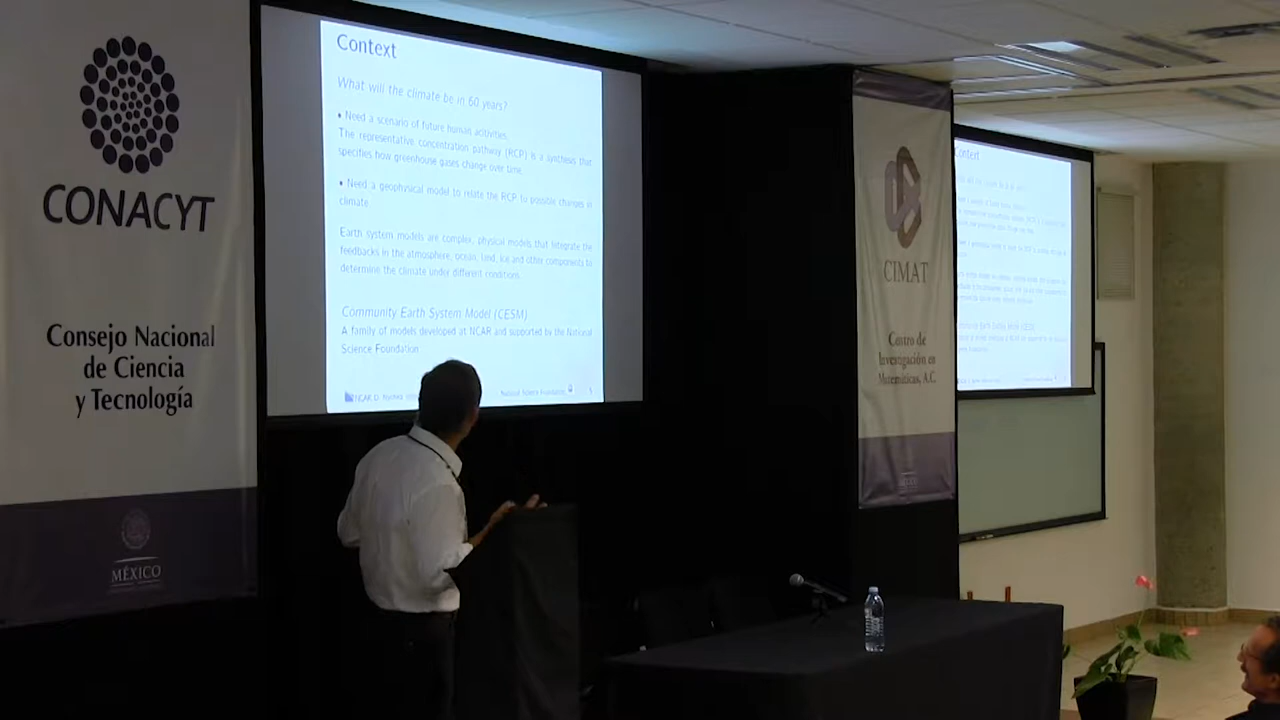 CONACYT
Consejo Nacional
de Ciencia
y Tecnología
MÉXICO
Context
What will the climate be in 60 years?
• Need a scenario of future human activities.
The representative concentration pathway (RCP) is a synthesis that
specifies how greenhouse gases change over time.
• Need a geophysical model to relate the RCP to possible changes in
climate.
Earth system models are complex, physical models that integrate the
feedbacks in the atmosphere, ocean, land, ice and other components to
determine the climate under different conditions.
Community Earth System Model (CESM)
A family of models developed at NCAR and supported by the National
Science Foundation.
NCAR D. Nychka
National Science Foundation
CIMAT
Centro de
Investigación en
Matemáticas, A.C.
Context